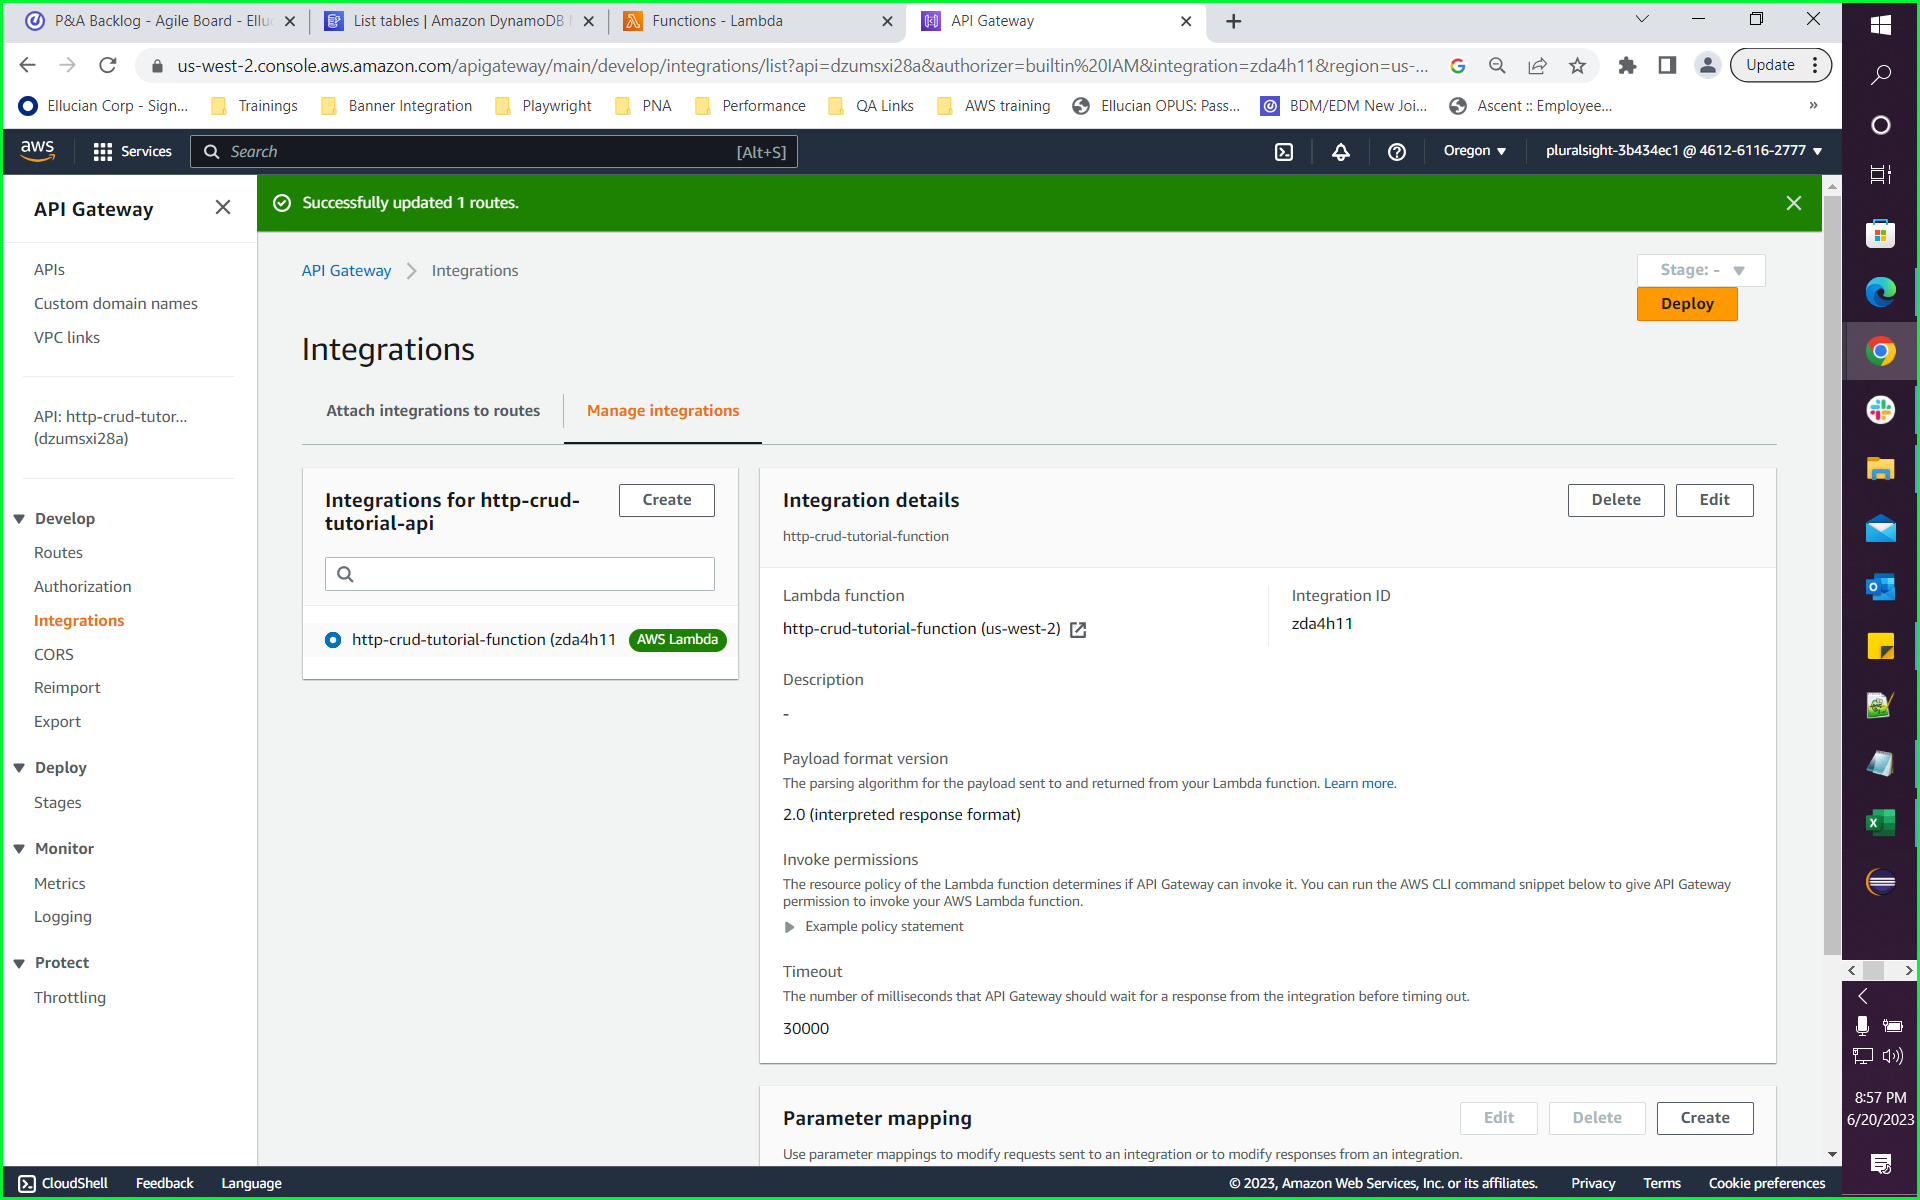 P&A Backlog - Agile Board - Elluc
List tables | Amazon DynamoDB
Functions - Lambda
API Gateway
us-west-2.console.aws.amazon.com/apigateway/main/develop/integrations/list?api=dzumsxi28a&authorizer=builtin%20IAM&integration=zda4h11&region=us-...
Update
Ellucian Corp - Sign...
Trainings
Banner Integration
Playwright
PNA
Performance
QA Links
AWS training
Ellucian OPUS: Pass...
BDM/EDM New Joi...
Ascent :: Employee...
»
aws
Services
Search
[Alt+S]
Oregon
pluralsight-3b434ec1 @ 4612-6116-2777
API Gateway
APIs
Custom domain names
VPC links
API: http-crud-tutor...
(dzumsxi28a)
Develop
Routes
Authorization
Integrations
CORS
Reimport
Export
Deploy
Stages
Monitor
Metrics
Logging
Protect
Throttling
Successfully updated 1 routes.
API Gateway
Integrations
Stage: -
Deploy
Integrations
Attach integrations to routes
Manage integrations
Integrations for http-crud-
tutorial-api
Create
http-crud-tutorial-function (zda4h11
AWS Lambda
Integration details
Delete
Edit
http-crud-tutorial-function
Lambda function
http-crud-tutorial-function (us-west-2)
Integration ID
zda4h11
Description
-
Payload format version
The parsing algorithm for the payload sent to and returned from your Lambda function. Learn more.
2.0 (interpreted response format)
Invoke permissions
The resource policy of the Lambda function determines if API Gateway can invoke it. You can run the AWS CLI command snippet below to give API Gateway
permission to invoke your AWS Lambda function.
Example policy statement
Timeout
The number of milliseconds that API Gateway should wait for a response from the integration before timing out.
30000
Parameter mapping
Edit
Delete
Create
Use parameter mappings to modify requests sent to an integration or to modify responses from an integration.
8:57 PM
6/20/2023
CloudShell
Feedback
Language
© 2023, Amazon Web Services, Inc. or its affiliates.
Privacy
Terms
Cookie preferences